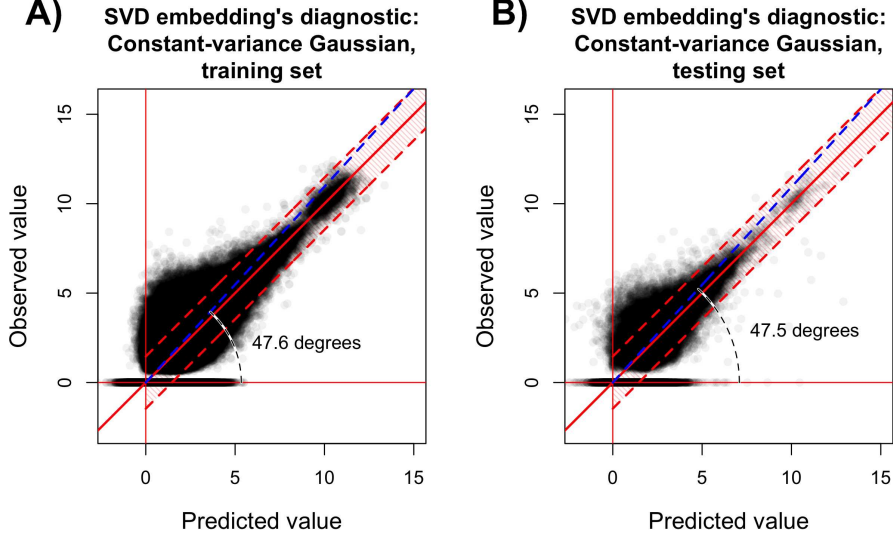 A)
SVD embedding's diagnostic:
Constant-variance Gaussian,
training set
Observed value
15
10
5
0
47.6 degrees
0 5 10 15
Predicted value
B)
SVD embedding's diagnostic:
Constant-variance Gaussian,
testing set
Observed value
15
10
5
0
47.5 degrees
0 5 10 15
Predicted value